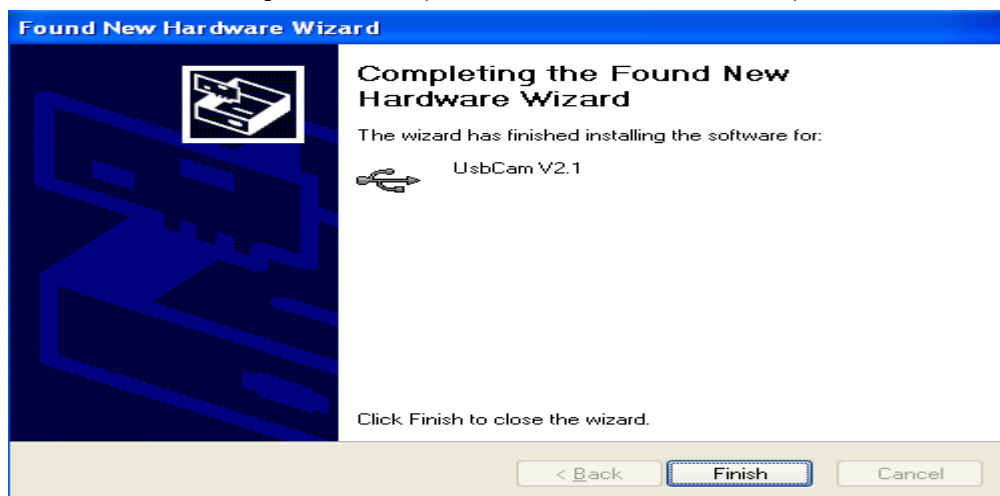 Found New Hardware Wizard
Completing the Found New
Hardware Wizard
The wizard has finished installing the software for:
UsbCam V2.1
Click Finish to close the wizard.
< Back Finish Cancel